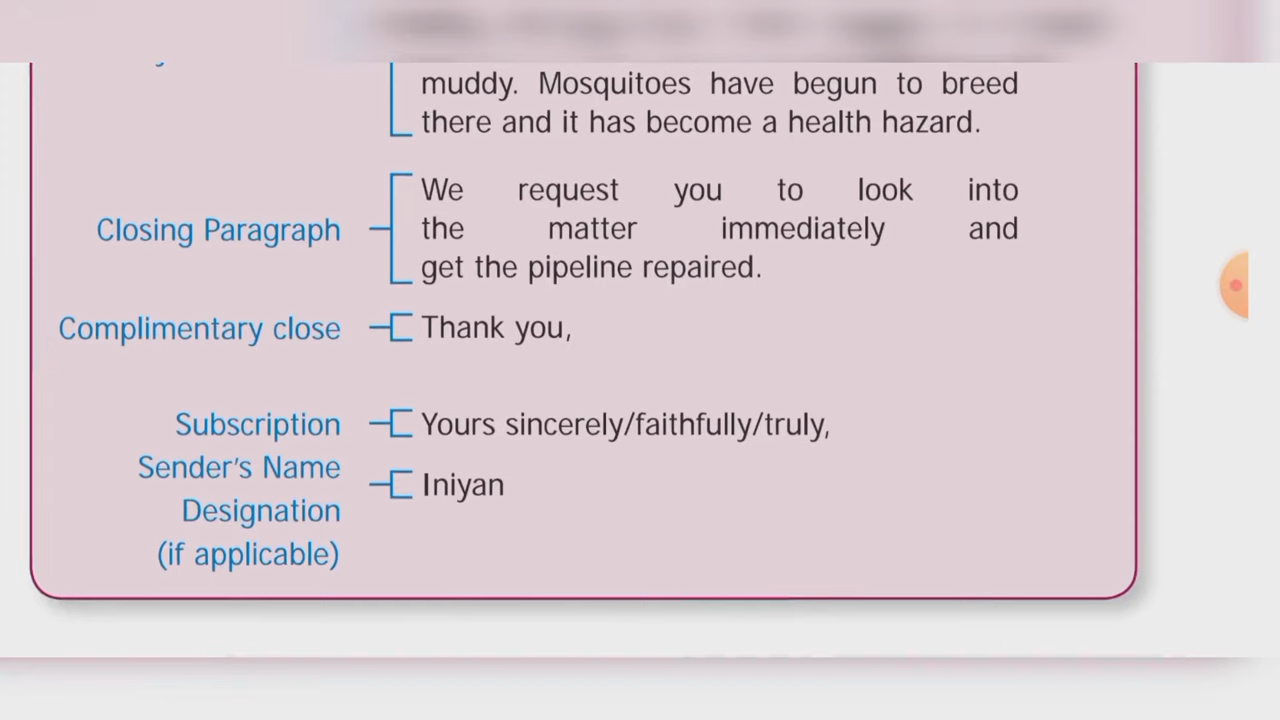 muddy. Mosquitoes have begun to breed
there and it has become a health hazard.
We request you to look into
Closing Paragraph
the matter immediately and
get the pipeline repaired.
Complimentary close
Thank you,
Subscription
Yours sincerely/faithfully/truly,
Sender's Name
Iniyan
Designation
(if applicable)